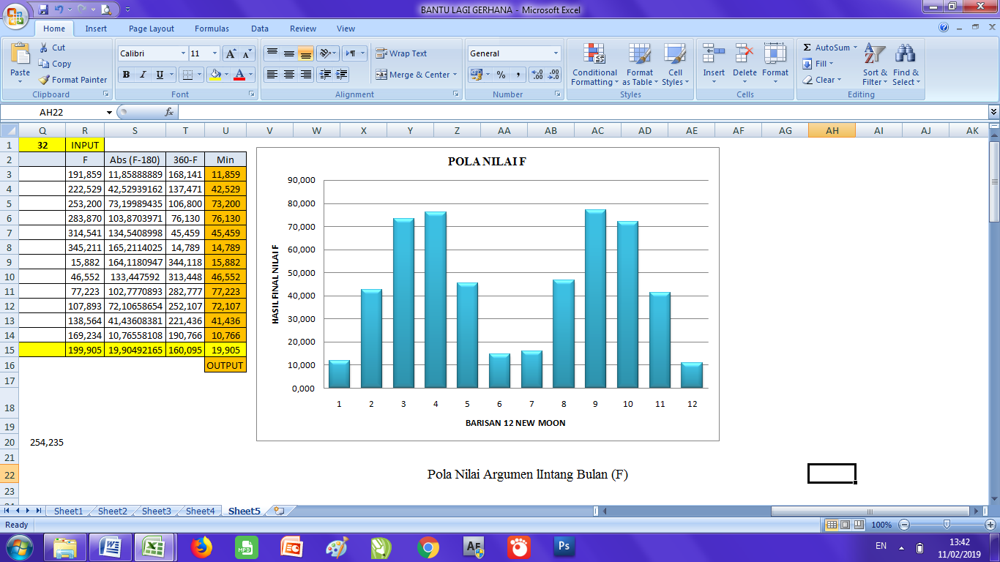 BANTU LAGI GERHANA - Microsoft Excel
Home Insert Page Layout Formulas Data Review View
Paste Cut Copy Format Painter
Calibri 11 A A Wrap Text General
B I U A Merge & Center % ,
Conditional Formatting Format as Table Cell Styles Insert Delete Format
Σ AutoSum Fill Clear Sort & Filter Find & Select
Clipboard Font Alignment Number Styles Cells Editing
AH22 fx
Q R S T U V W X Y Z AA AB AC AD AE AF AG AH AI AJ AK
1 32 INPUT
2 F Abs (F-180) 360-F Min
3 191,859 11,85888889 168,141 11,859
4 222,529 42,52939162 137,471 42,529
5 253,200 73,19989435 106,800 73,200
6 283,870 103,8703971 76,130 76,130
7 314,541 134,5408998 45,459 45,459
8 345,211 165,2114025 14,789 14,789
9 15,882 164,1180947 344,118 15,882
10 46,552 133,447592 313,448 46,552
11 77,223 102,7770893 282,777 77,223
12 107,893 72,10658654 252,107 72,107
13 138,564 41,43608381 221,436 41,436
14 169,234 10,76558108 190,766 10,766
15 199,905 19,90492165 160,095 19,905
16 OUTPUT
17
18
19
20 254,235
21
22
23
POLA NILAI F
HASIL FINAL NILAI F
90,000
80,000
70,000
60,000
50,000
40,000
30,000
20,000
10,000
0,000
1 2 3 4 5 6 7 8 9 10 11 12
BARISAN 12 NEW MOON
Pola Nilai Argumen lIntang Bulan (F)
Sheet1 Sheet2 Sheet3 Sheet4 Sheet5
Ready 100%
W MP3 AF Ps EN 13:42
11/02/2019